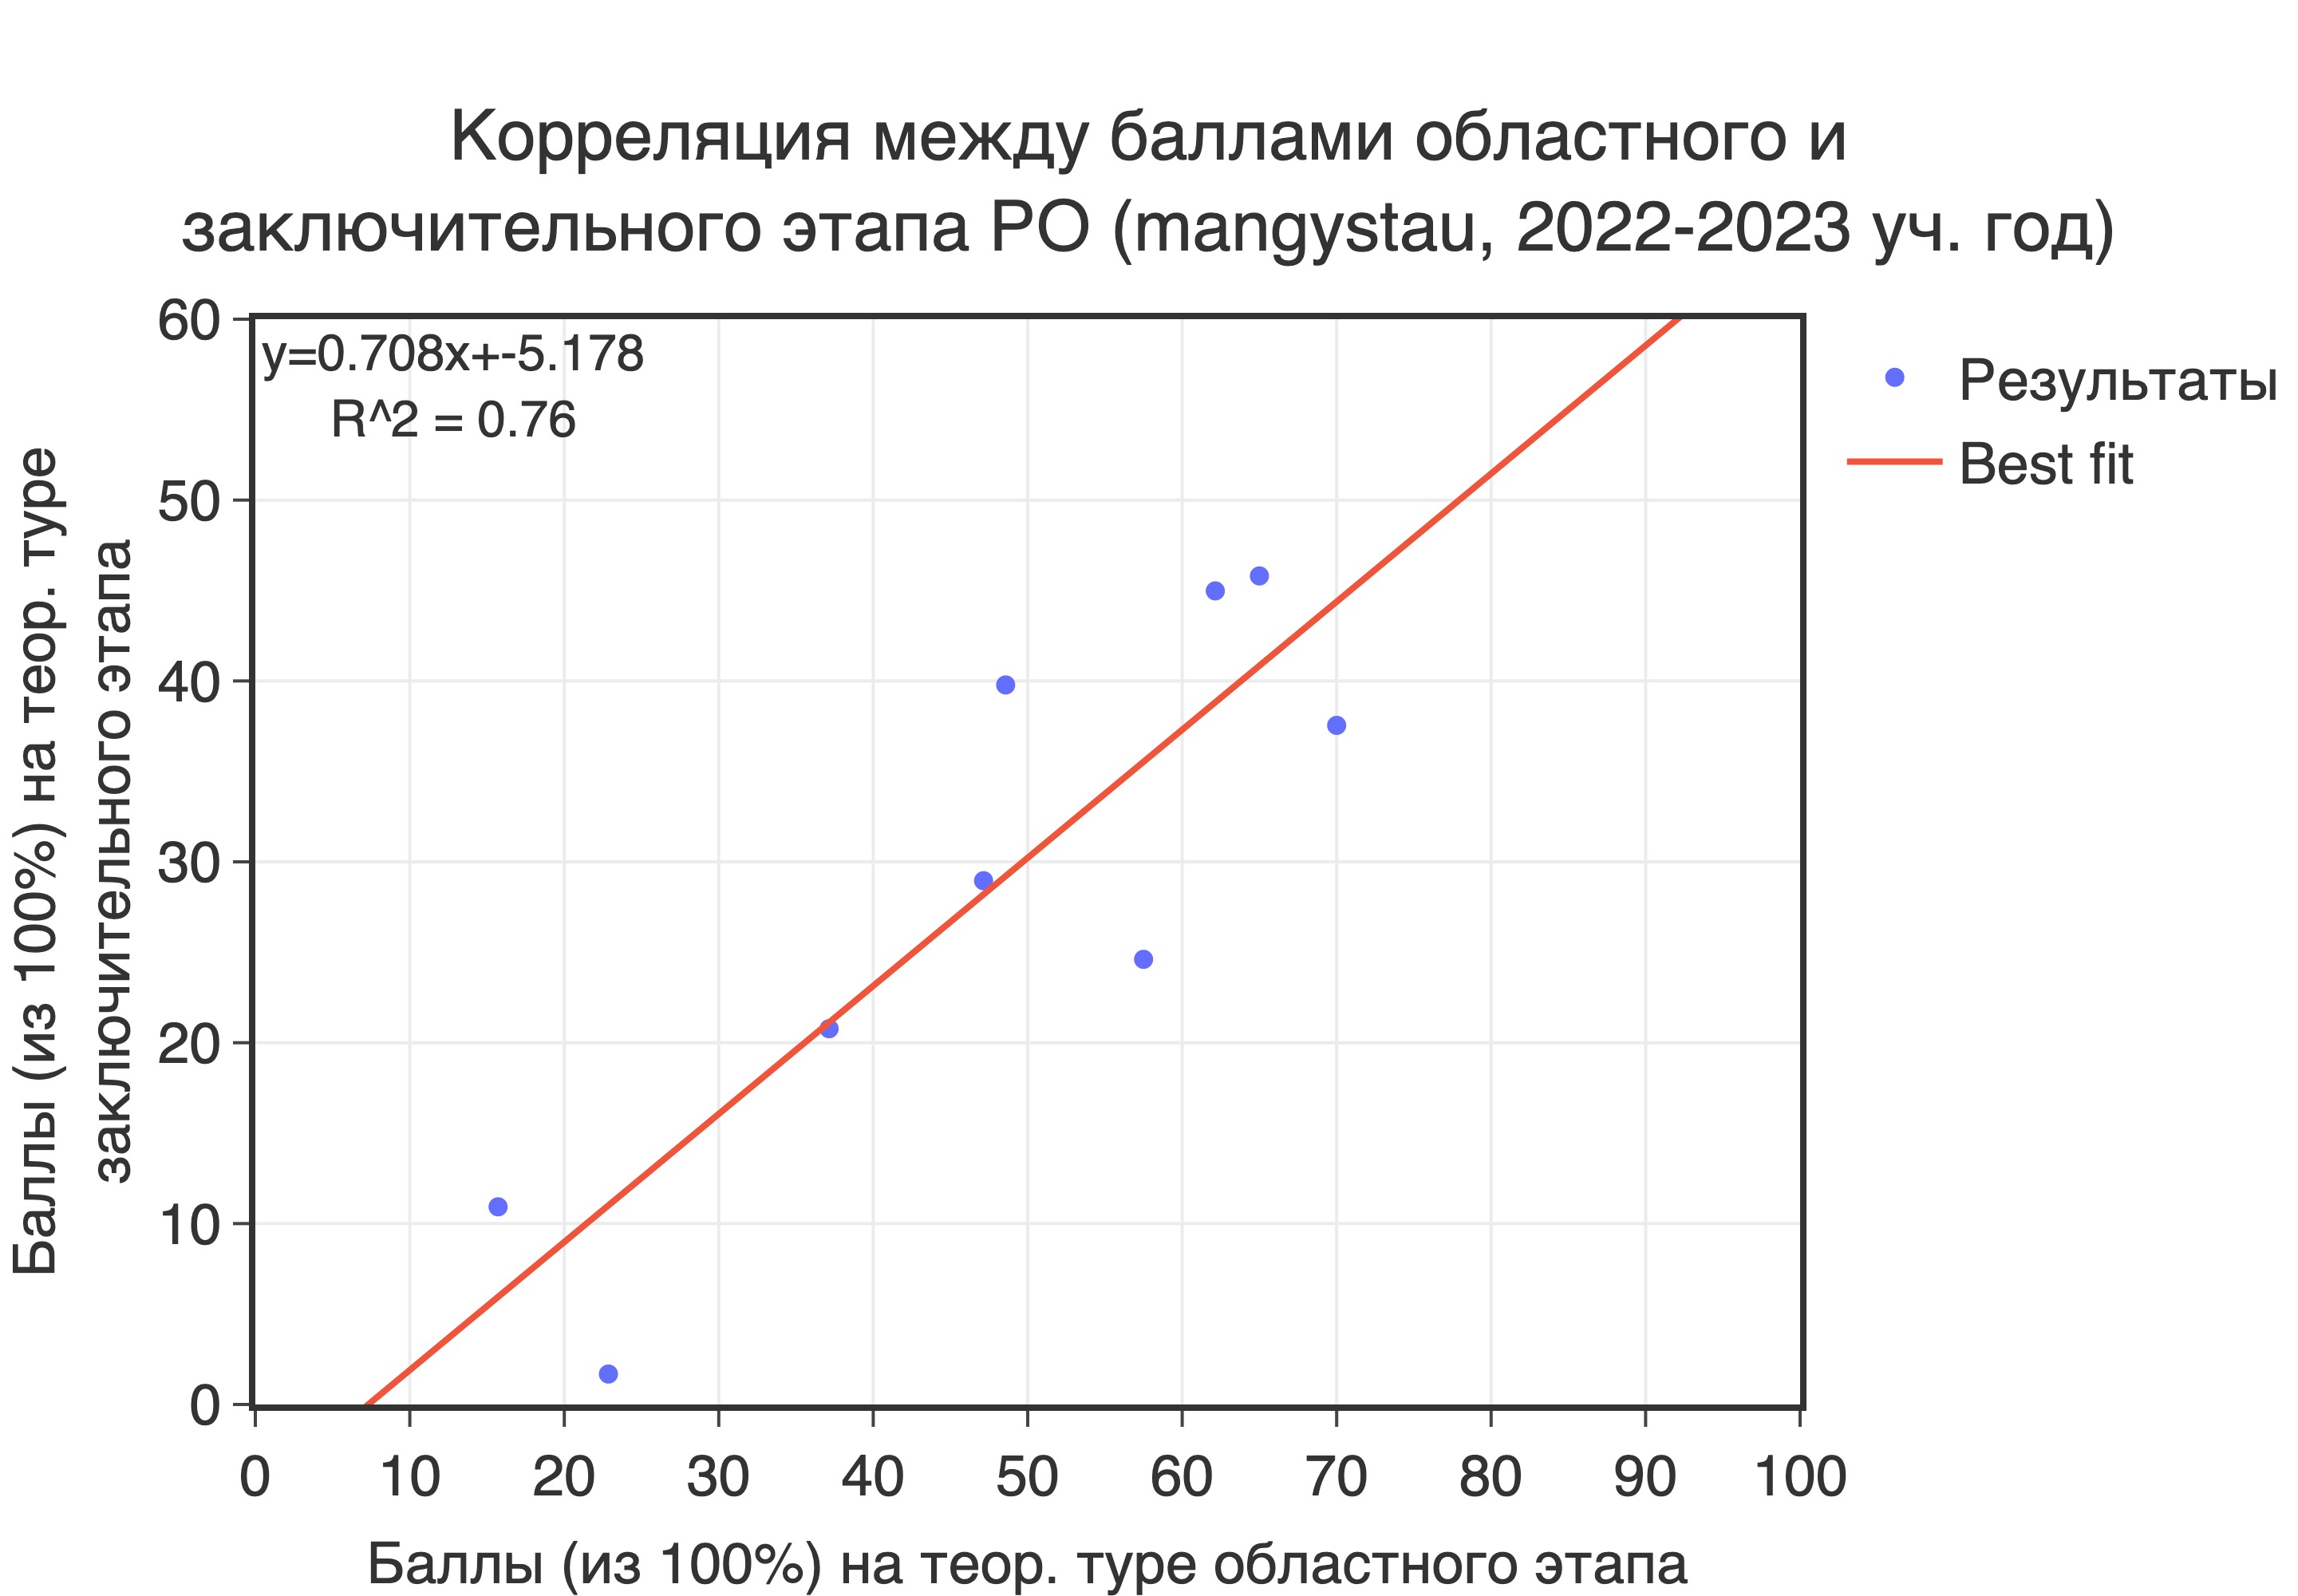 Корреляция между баллами областного и
заключительного этапа РО (mangystau, 2022-2023 уч. год)
y=0.708x+-5.178
R^2 = 0.76
Результаты
Best fit
Баллы (из 100%) на теор. туре
заключительного этапа
60
50
40
30
20
10
0
0 10 20 30 40 50 60 70 80 90 100
Баллы (из 100%) на теор. туре областного этапа